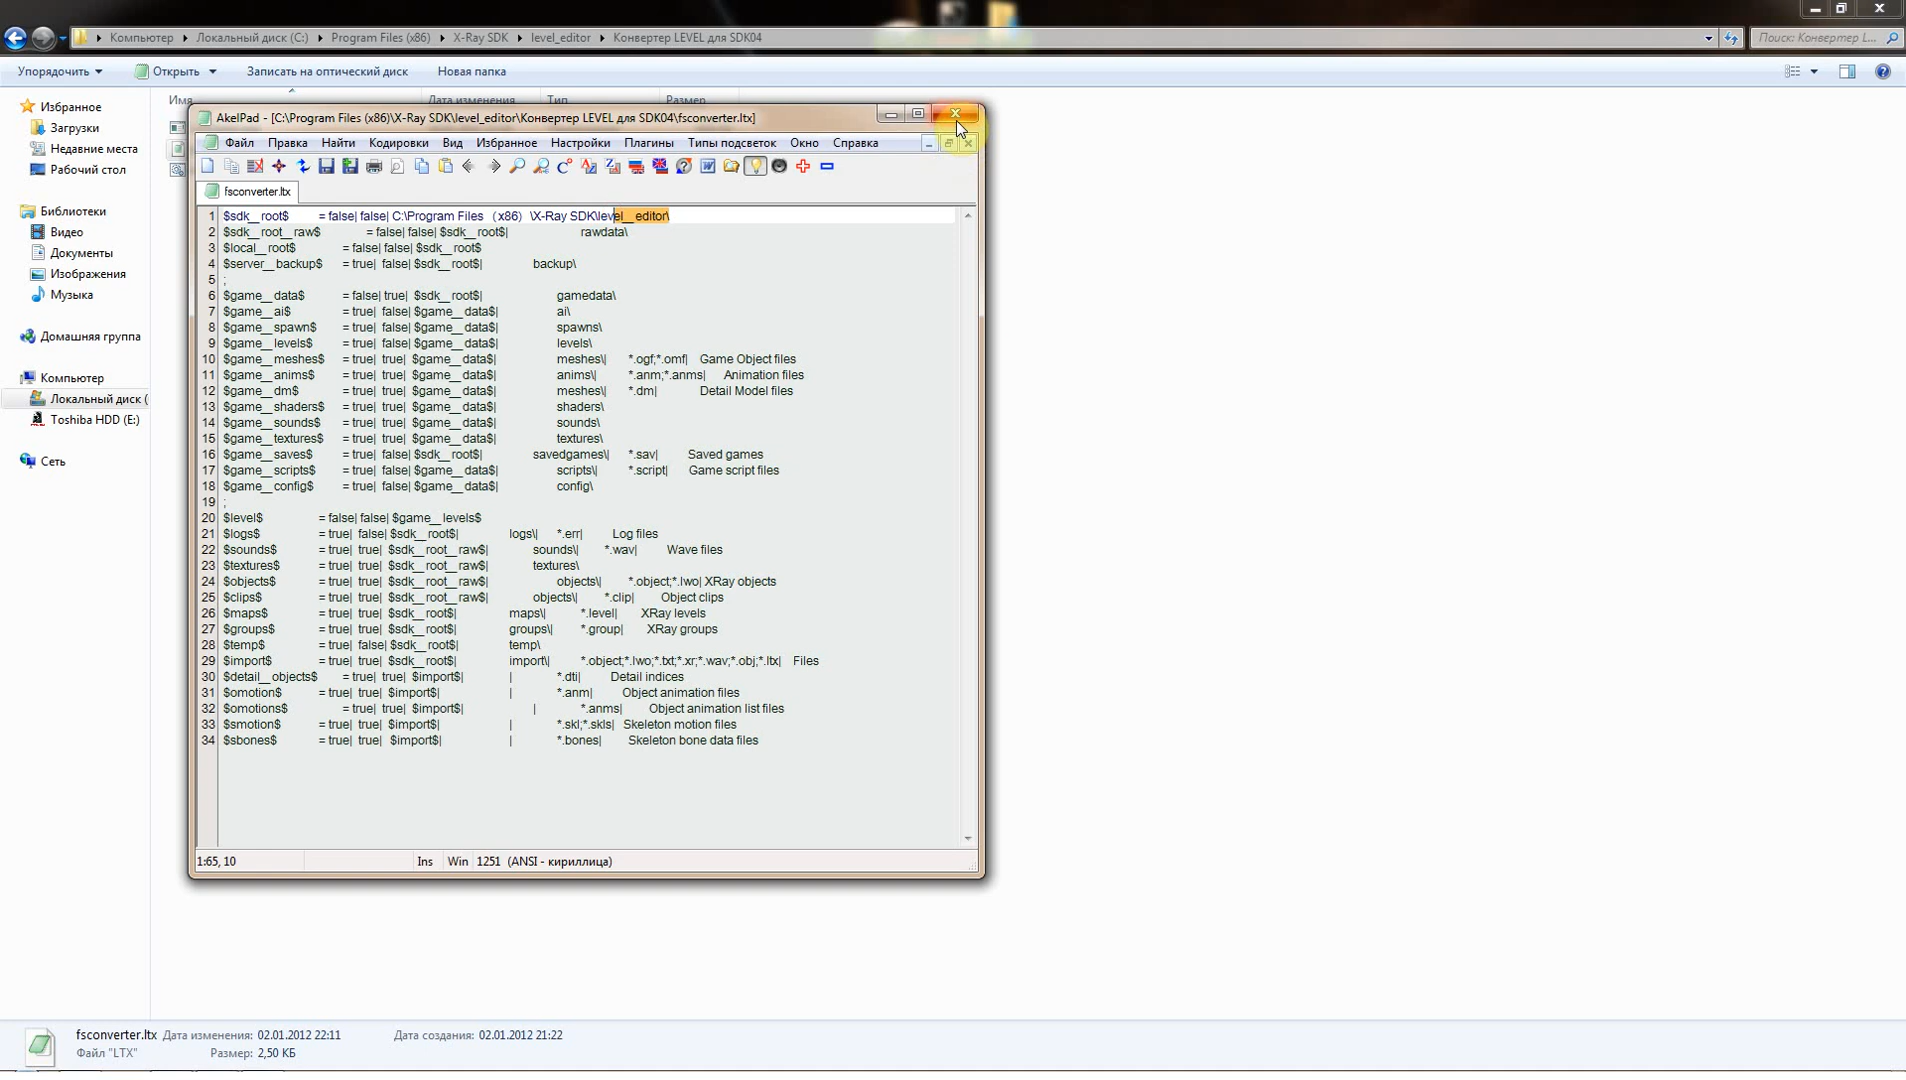 Компьютер ▸ Локальный диск (C:) ▸ Program Files (x86) ▸ X-Ray SDK ▸ level_editor ▸ Конвертер LEVEL для SDK04
Поиск: Конвертер L...
Упорядочить Открыть Записать на оптический диск Новая папка
Избранное
Загрузки
Недавние места
Рабочий стол
Библиотеки
Видео
Документы
Изображения
Музыка
Домашняя группа
Компьютер
Локальный диск (
Toshiba HDD (E:)
Сеть
Имя Дата изменения Тип Размер
AkelPad - [C:\Program Files (x86)\X-Ray SDK\level_editor\Конвертер LEVEL для SDK04\fsconverter.ltx]
Файл Правка Найти Кодировки Вид Избранное Настройки Плагины Типы подсветок Окно Справка
fsconverter.ltx
1 $sdk_root$ = false| false| C:\Program Files (x86) \X-Ray SDK\level_editor\
2 $sdk_root_raw$ = false| false| $sdk_root$| rawdata\
3 $local_root$ = false| false| $sdk_root$
4 $server_backup$ = true| false| $sdk_root$| backup\
5 ;
6 $game_data$ = false| true| $sdk_root$| gamedata\
7 $game_ai$ = true| false| $game_data$| ai\
8 $game_spawn$ = true| false| $game_data$| spawns\
9 $game_levels$ = true| false| $game_data$| levels\
10 $game_meshes$ = true| true| $game_data$| meshes\| *.ogf;*.omf| Game Object files
11 $game_anims$ = true| true| $game_data$| anims\| *.anm;*.anms| Animation files
12 $game_dm$ = true| true| $game_data$| meshes\| *.dm| Detail Model files
13 $game_shaders$ = true| true| $game_data$| shaders\
14 $game_sounds$ = true| true| $game_data$| sounds\
15 $game_textures$ = true| true| $game_data$| textures\
16 $game_saves$ = true| false| $sdk_root$| savedgames\| *.sav| Saved games
17 $game_scripts$ = true| false| $game_data$| scripts\| *.script| Game script files
18 $game_config$ = true| false| $game_data$| config\
19 ;
20 $level$ = false| false| $game_levels$
21 $logs$ = true| false| $sdk_root$| logs\| *.err| Log files
22 $sounds$ = true| true| $sdk_root_raw$| sounds\| *.wav| Wave files
23 $textures$ = true| true| $sdk_root_raw$| textures\
24 $objects$ = true| true| $sdk_root_raw$| objects\| *.object;*.lwo| XRay objects
25 $clips$ = true| true| $sdk_root_raw$| objects\| *.clip| Object clips
26 $maps$ = true| true| $sdk_root$| maps\| *.level| XRay levels
27 $groups$ = true| true| $sdk_root$| groups\| *.group| XRay groups
28 $temp$ = true| false| $sdk_root$| temp\
29 $import$ = true| true| $sdk_root$| import\| *.object;*.lwo;*.txt;*.xr;*.wav;*.obj;*.ltx| Files
30 $detail_objects$ = true| true| $import$| | *.dti| Detail indices
31 $omotion$ = true| true| $import$| | *.anm| Object animation files
32 $omotions$ = true| true| $import$| | *.anms| Object animation list files
33 $smotion$ = true| true| $import$| | *.skl;*.skls| Skeleton motion files
34 $sbones$ = true| true| $import$| | *.bones| Skeleton bone data files
1:65, 10 Ins Win 1251 (ANSI - кириллица)
fsconverter.ltx Дата изменения: 02.01.2012 22:11 Дата создания: 02.01.2012 21:22
Файл "LTX" Размер: 2,50 КБ